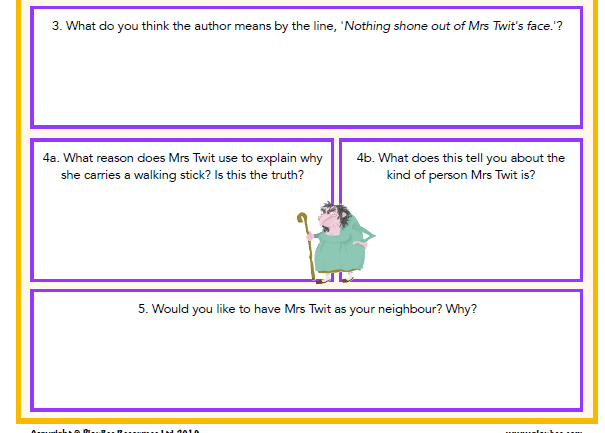 3. What do you think the author means by the line, 'Nothing shone out of Mrs Twit's face.'?
4a. What reason does Mrs Twit use to explain why
she carries a walking stick? Is this the truth?
4b. What does this tell you about the
kind of person Mrs Twit is?
5. Would you like to have Mrs Twit as your neighbour? Why?